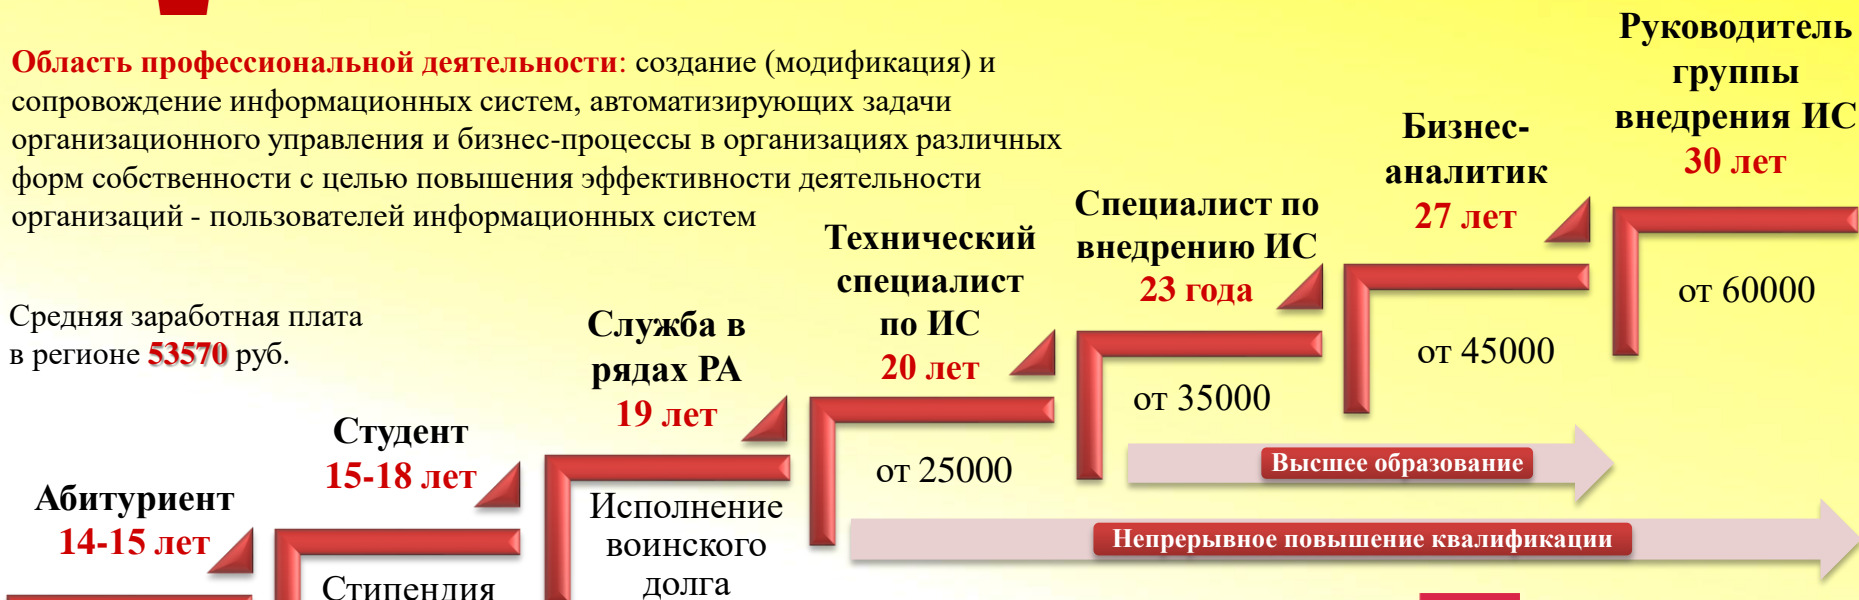 Область профессиональной деятельности: создание (модификация) и
сопровождение информационных систем, автоматизирующих задачи
организационного управления и бизнес-процессы в организациях различных
форм собственности с целью повышения эффективности деятельности
организаций - пользователей информационных систем
Средняя заработная плата
в регионе 53570 руб.
Абитуриент
14-15 лет
Студент
15-18 лет
Стипендия
Служба в
рядах РА
19 лет
Исполнение
воинского
долга
Технический
специалист
по ИС
20 лет
от 25000
Специалист по
внедрению ИС
23 года
от 35000
Бизнес-
аналитик
27 лет
от 45000
Руководитель
группы
внедрения ИС
30 лет
от 60000
Высшее образование
Непрерывное повышение квалификации